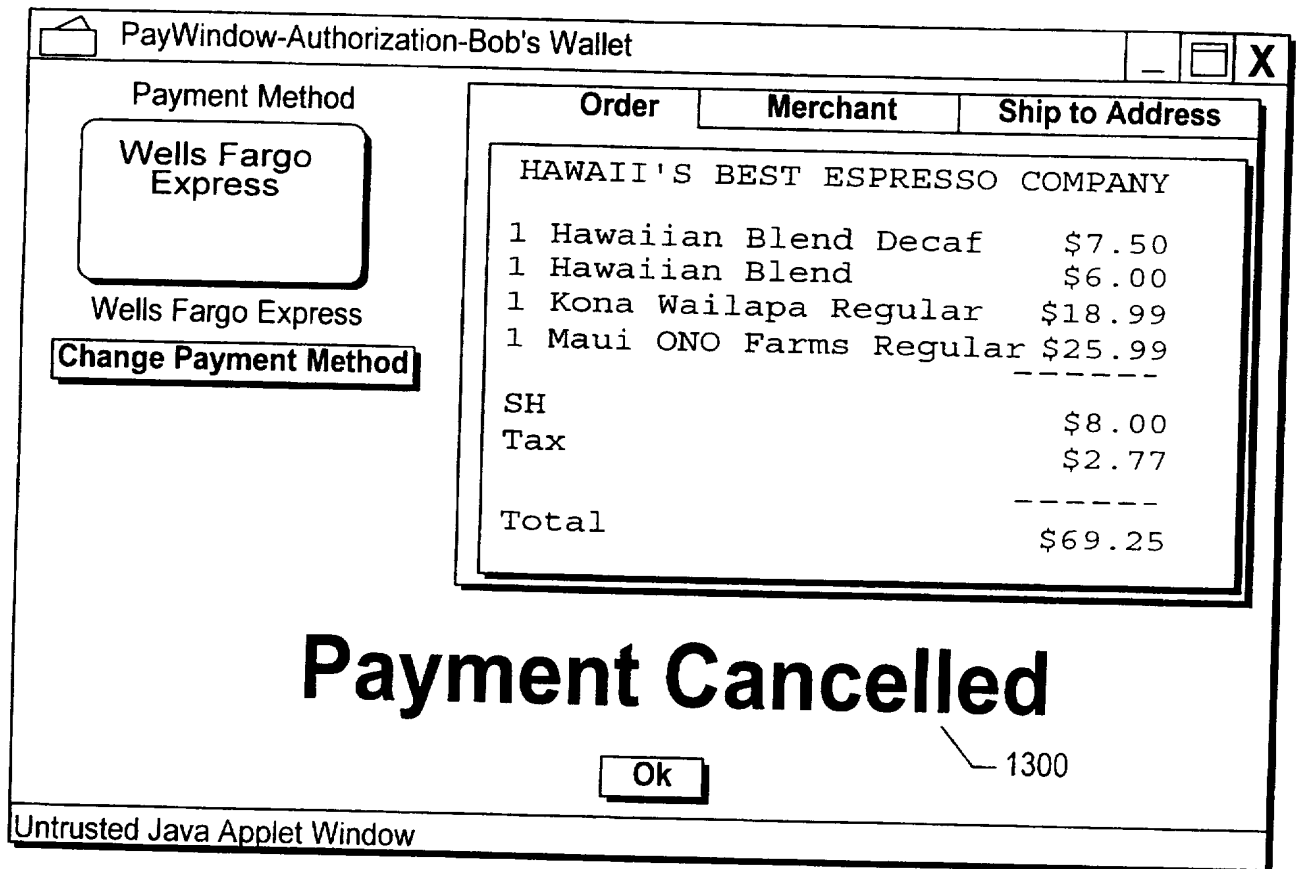 PayWindow-Authorization-Bob's Wallet
_ X
Payment Method
Wells Fargo
Express
Wells Fargo Express
Change Payment Method
Order Merchant Ship to Address
HAWAII'S BEST ESPRESSO COMPANY
1 Hawaiian Blend Decaf $7.50
1 Hawaiian Blend $6.00
1 Kona Wailapa Regular $18.99
1 Maui ONO Farms Regular $25.99
------
SH $8.00
Tax $2.77
------
Total $69.25
Payment Cancelled
1300
Ok
Untrusted Java Applet Window